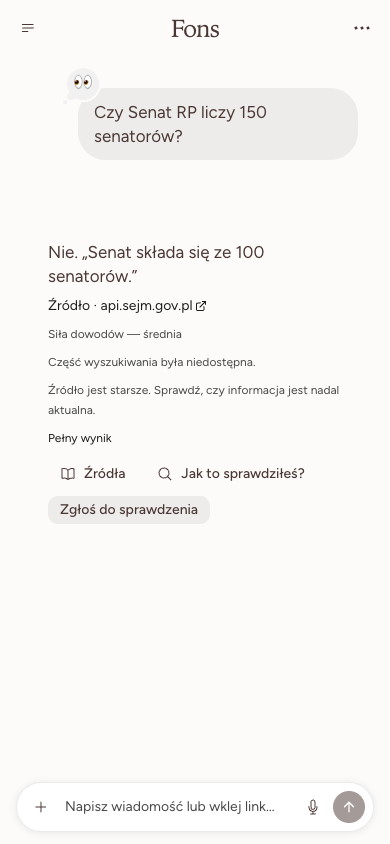 Fons
Czy Senat RP liczy 150
senatorów?
Nie. „Senat składa się ze 100
senatorów.”
Źródło · api.sejm.gov.pl
Siła dowodów — średnia
Część wyszukiwania była niedostępna.
Źródło jest starsze. Sprawdź, czy informacja jest nadal
aktualna.
Pełny wynik
Źródła
Jak to sprawdziłeś?
Zgłoś do sprawdzenia
Napisz wiadomość lub wklej link...